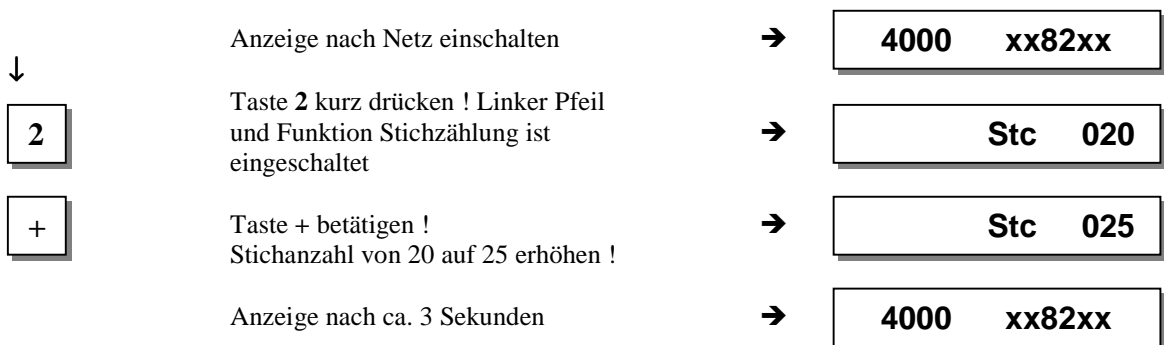 Anzeige nach Netz einschalten ➔ 4000 xx82xx
↓
2 Taste 2 kurz drücken ! Linker Pfeil
und Funktion Stichzählung ist
eingeschaltet ➔ Stc 020
+ Taste + betätigen ! ➔ Stc 025
Stichanzahl von 20 auf 25 erhöhen !
Anzeige nach ca. 3 Sekunden ➔ 4000 xx82xx